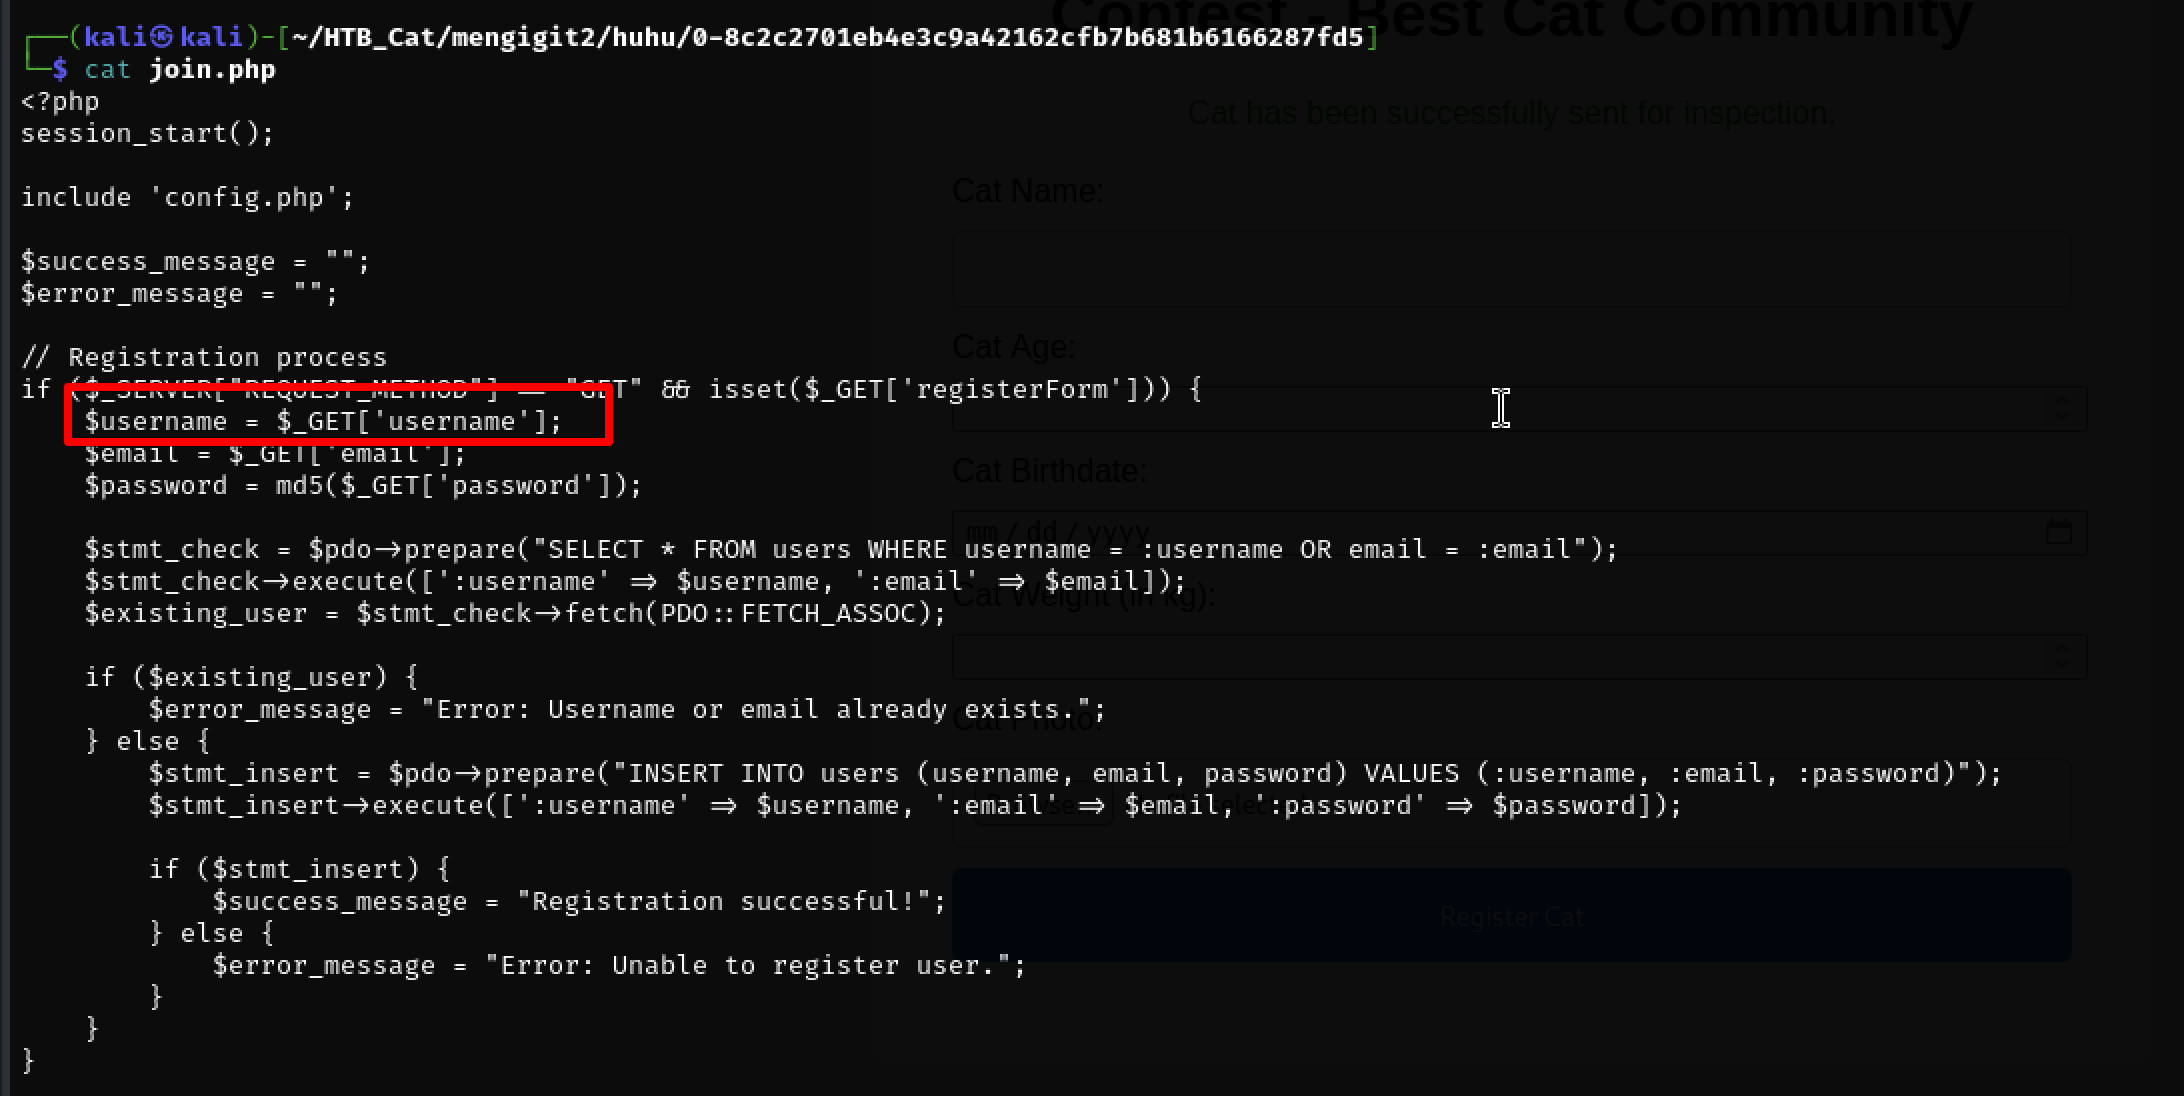 Contest - Best Cat Community
┌──(kali㉿kali)-[~/HTB_Cat/mengigit2/huhu/0-8c2c2701eb4e3c9a42162cfb7b681b6166287fd5]
└─$ cat join.php
<?php
session_start();
Cat has been successfully sent for inspection.
include 'config.php';
Cat Name:
$success_message = "";
$error_message = "";
// Registration process
Cat Age:
if ($_SERVER["REQUEST_METHOD"] == "GET" && isset($_GET['registerForm'])) {
    $username = $_GET['username'];
    $email = $_GET['email'];
Cat Birthdate:
    $password = md5($_GET['password']);
mm / dd / yyyy
    $stmt_check = $pdo->prepare("SELECT * FROM users WHERE username = :username OR email = :email");
    $stmt_check->execute([':username' => $username, ':email' => $email]);
Cat Weight (in kg):
    $existing_user = $stmt_check->fetch(PDO::FETCH_ASSOC);
    if ($existing_user) {
        $error_message = "Error: Username or email already exists.";
Cat Photo:
    } else {
        $stmt_insert = $pdo->prepare("INSERT INTO users (username, email, password) VALUES (:username, :email, :password)");
        $stmt_insert->execute([':username' => $username, ':email' => $email, ':password' => $password]);
        if ($stmt_insert) {
            $success_message = "Registration successful!";
Register Cat
        } else {
            $error_message = "Error: Unable to register user.";
        }
    }
}